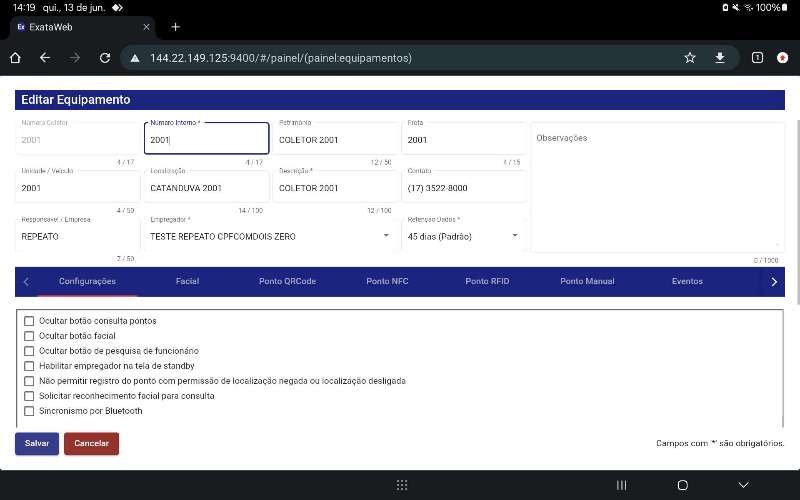 14:19 qui., 13 de jun. 100%
Ex ExataWeb
144.22.149.125:9400/#/painel/(painel:equipamentos) 1
Editar Equipamento
Número Coletor Número Interno * Patrimônio Prefa
2001 2001 COLETOR 2001 2001 Observações
4 / 17 4 / 17 12 / 50 4 / 15
Unidade / Veículo Localização Descrição * Contato
2001 CATANDUVA 2001 COLETOR 2001 (17) 3522-8000
4 / 50 14 / 100 12 / 100
Responsável / Empresa Empregador * Retenção Dados *
REPEATO TESTE REPEATO CPFCOMDOIS ZERO 45 dias (Padrão)
7 / 50 0 / 1000
Configurações Facial Ponto QRCode Ponto NFC Ponto RFID Ponto Manual Eventos
Ocultar botão consulta pontos
Ocultar botão facial
Ocultar botão de pesquisa de funcionário
Habilitar empregador na tela de standby
Não permitir registro do ponto com permissão de localização negada ou localização desligada
Solicitar reconhecimento facial para consulta
Sincronismo por Bluetooth
Salvar Cancelar Campos com '*' são obrigatórios.